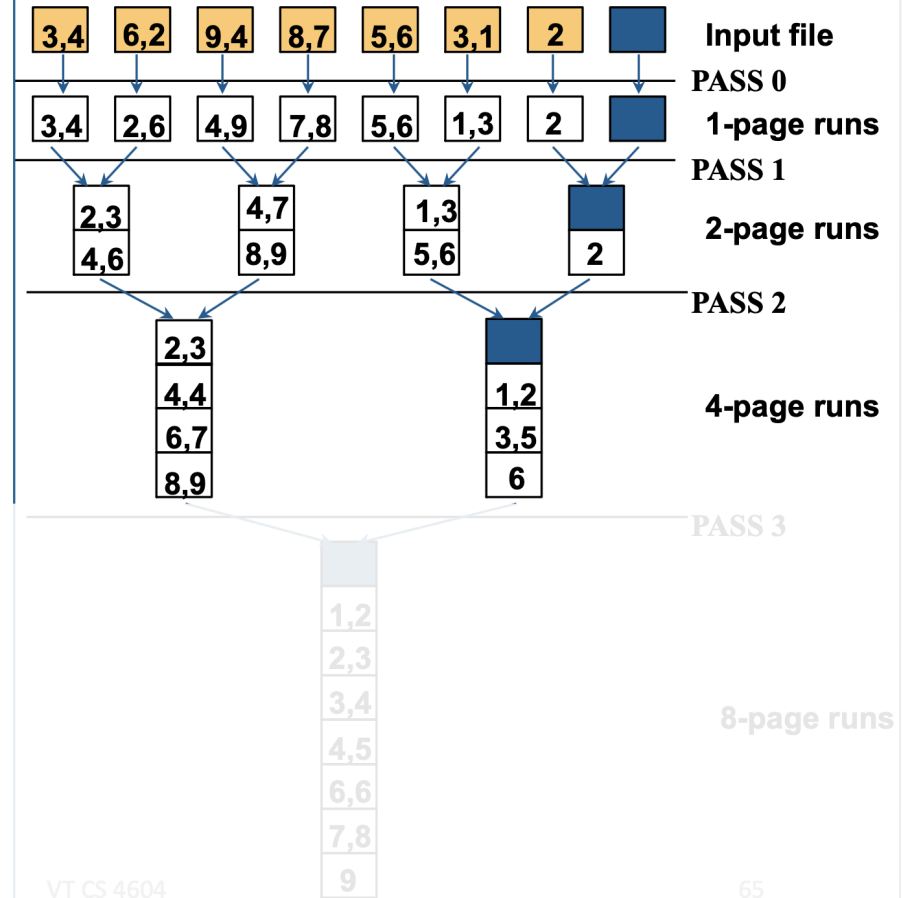 3,4 6,2 9,4 8,7 5,6 3,1 2 Input file
PASS 0
3,4 2,6 4,9 7,8 5,6 1,3 2 1-page runs
PASS 1
2,3 4,7 1,3
2-page runs
4,6 8,9 5,6 2
PASS 2
2,3
4,4 1,2
4-page runs
6,7 3,5
8,9 6
PASS 3
1,2
2,3
3,4
8-page runs
4,5
6,6
7,8
9
VT CS 4604 65